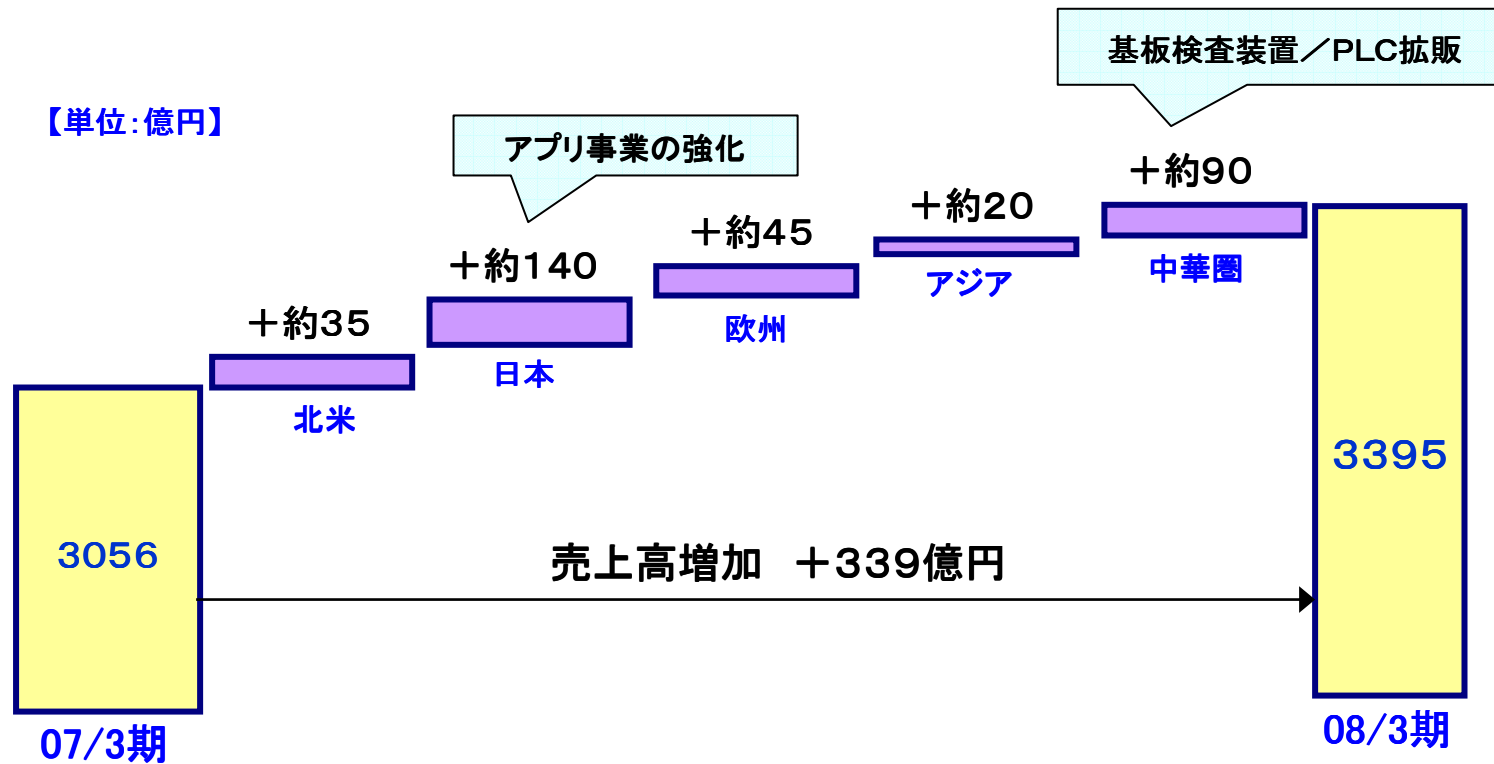 基板検査装置／PLC拡販
【単位：億円】
アプリ事業の強化
＋約90
＋約20
＋約45
＋約140
＋約35
中華圏
アジア
欧州
日本
北米
3056
3395
売上高増加　＋339億円
07/3期
08/3期